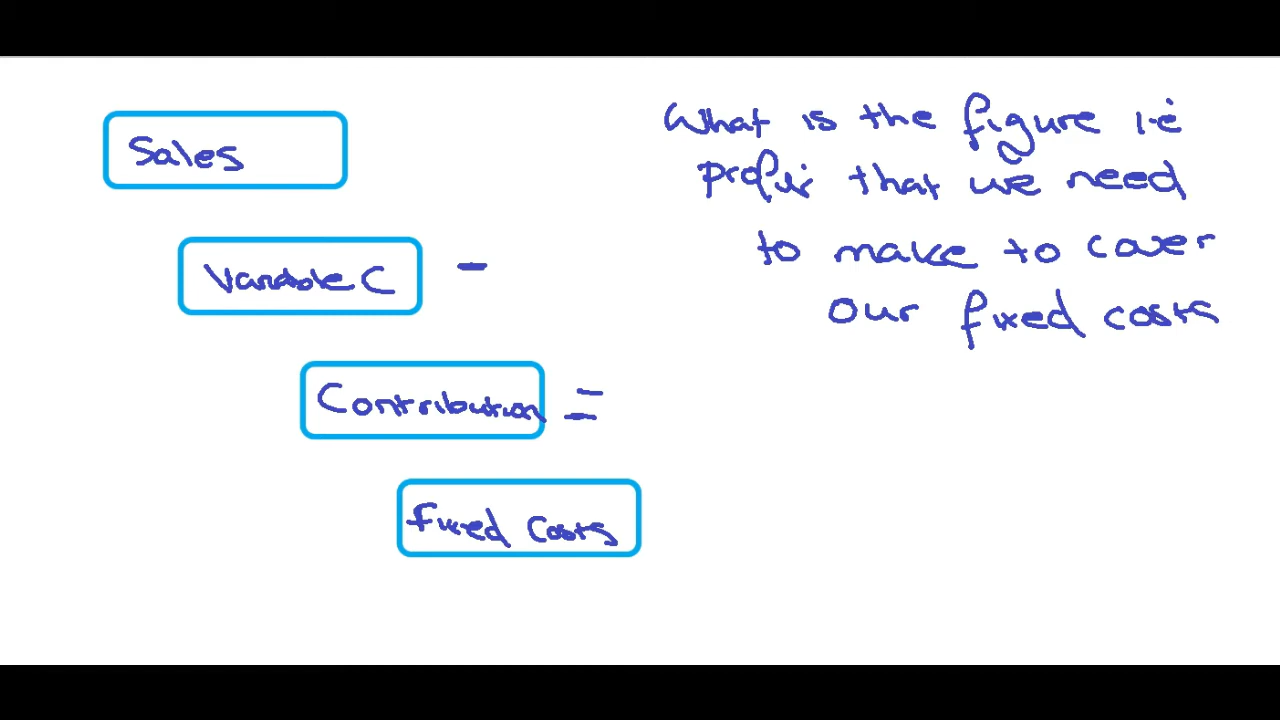 Sales
Variable C -
Contribution =
fixed costs
What is the figure i.e
profit that we need
to make to cover
our fixed costs